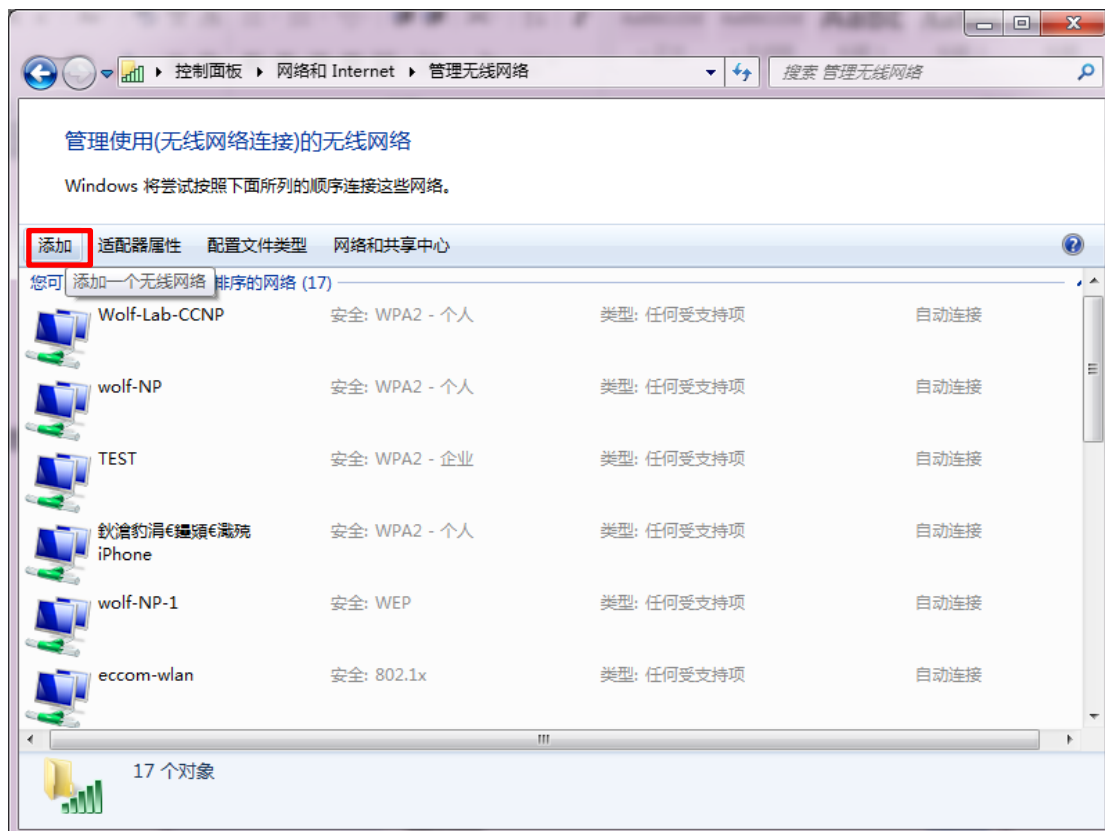 控制面板 ▸ 网络和 Internet ▸ 管理无线网络
搜索 管理无线网络
管理使用(无线网络连接)的无线网络
Windows 将尝试按照下面所列的顺序连接这些网络。
添加 适配器属性 配置文件类型 网络和共享中心
您可 排序的网络 (17)
添加一个无线网络
Wolf-Lab-CCNP 安全: WPA2 - 个人 类型: 任何受支持项 自动连接
wolf-NP 安全: WPA2 - 个人 类型: 任何受支持项 自动连接
TEST 安全: WPA2 - 企业 类型: 任何受支持项 自动连接
安全: WPA2 - 个人 类型: 任何受支持项 自动连接
iPhone
wolf-NP-1 安全: WEP 类型: 任何受支持项 自动连接
eccom-wlan 安全: 802.1x 类型: 任何受支持项 自动连接
17 个对象